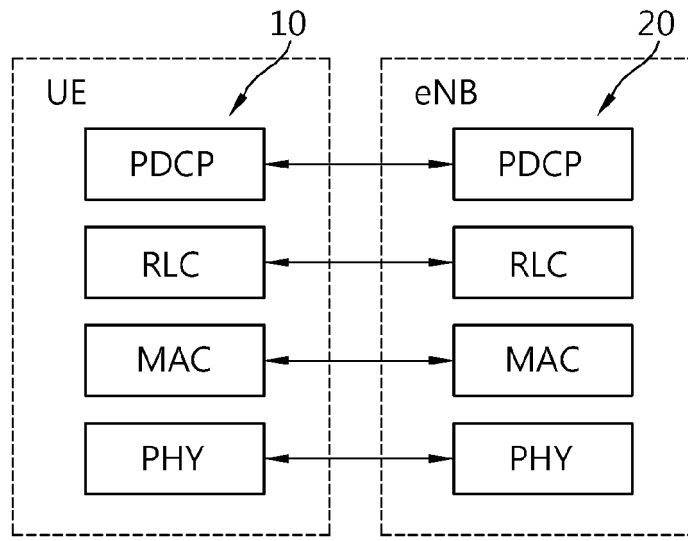 10 20
UE eNB
PDCP PDCP
RLC RLC
MAC MAC
PHY PHY